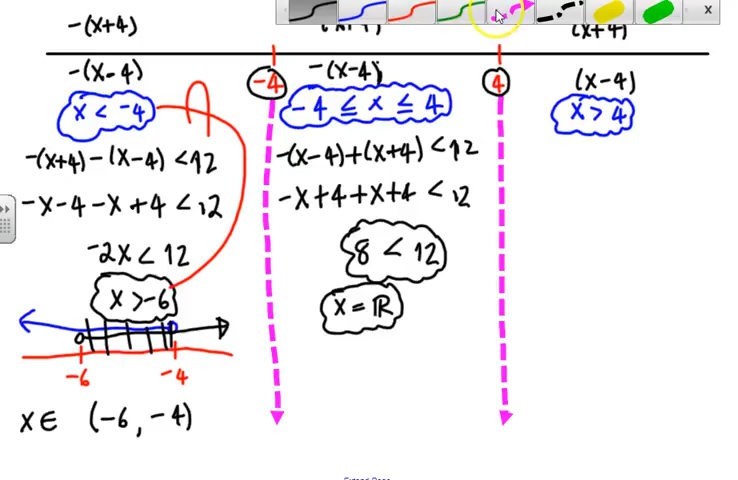 -(x+4) (x+4) (x+4)
-(x-4) -4 -(x-4) 4 (x-4)
x < -4 ∩ -4 ≤ x ≤ 4 x > 4
-(x+4) -(x-4) < 12 -(x-4)+(x+4) < 12
-x-4-x+4 < 12 -x+4+x+4 < 12
-2x < 12 8 < 12
x > -6 x = ℝ
-6 -4
x ∈ (-6, -4)